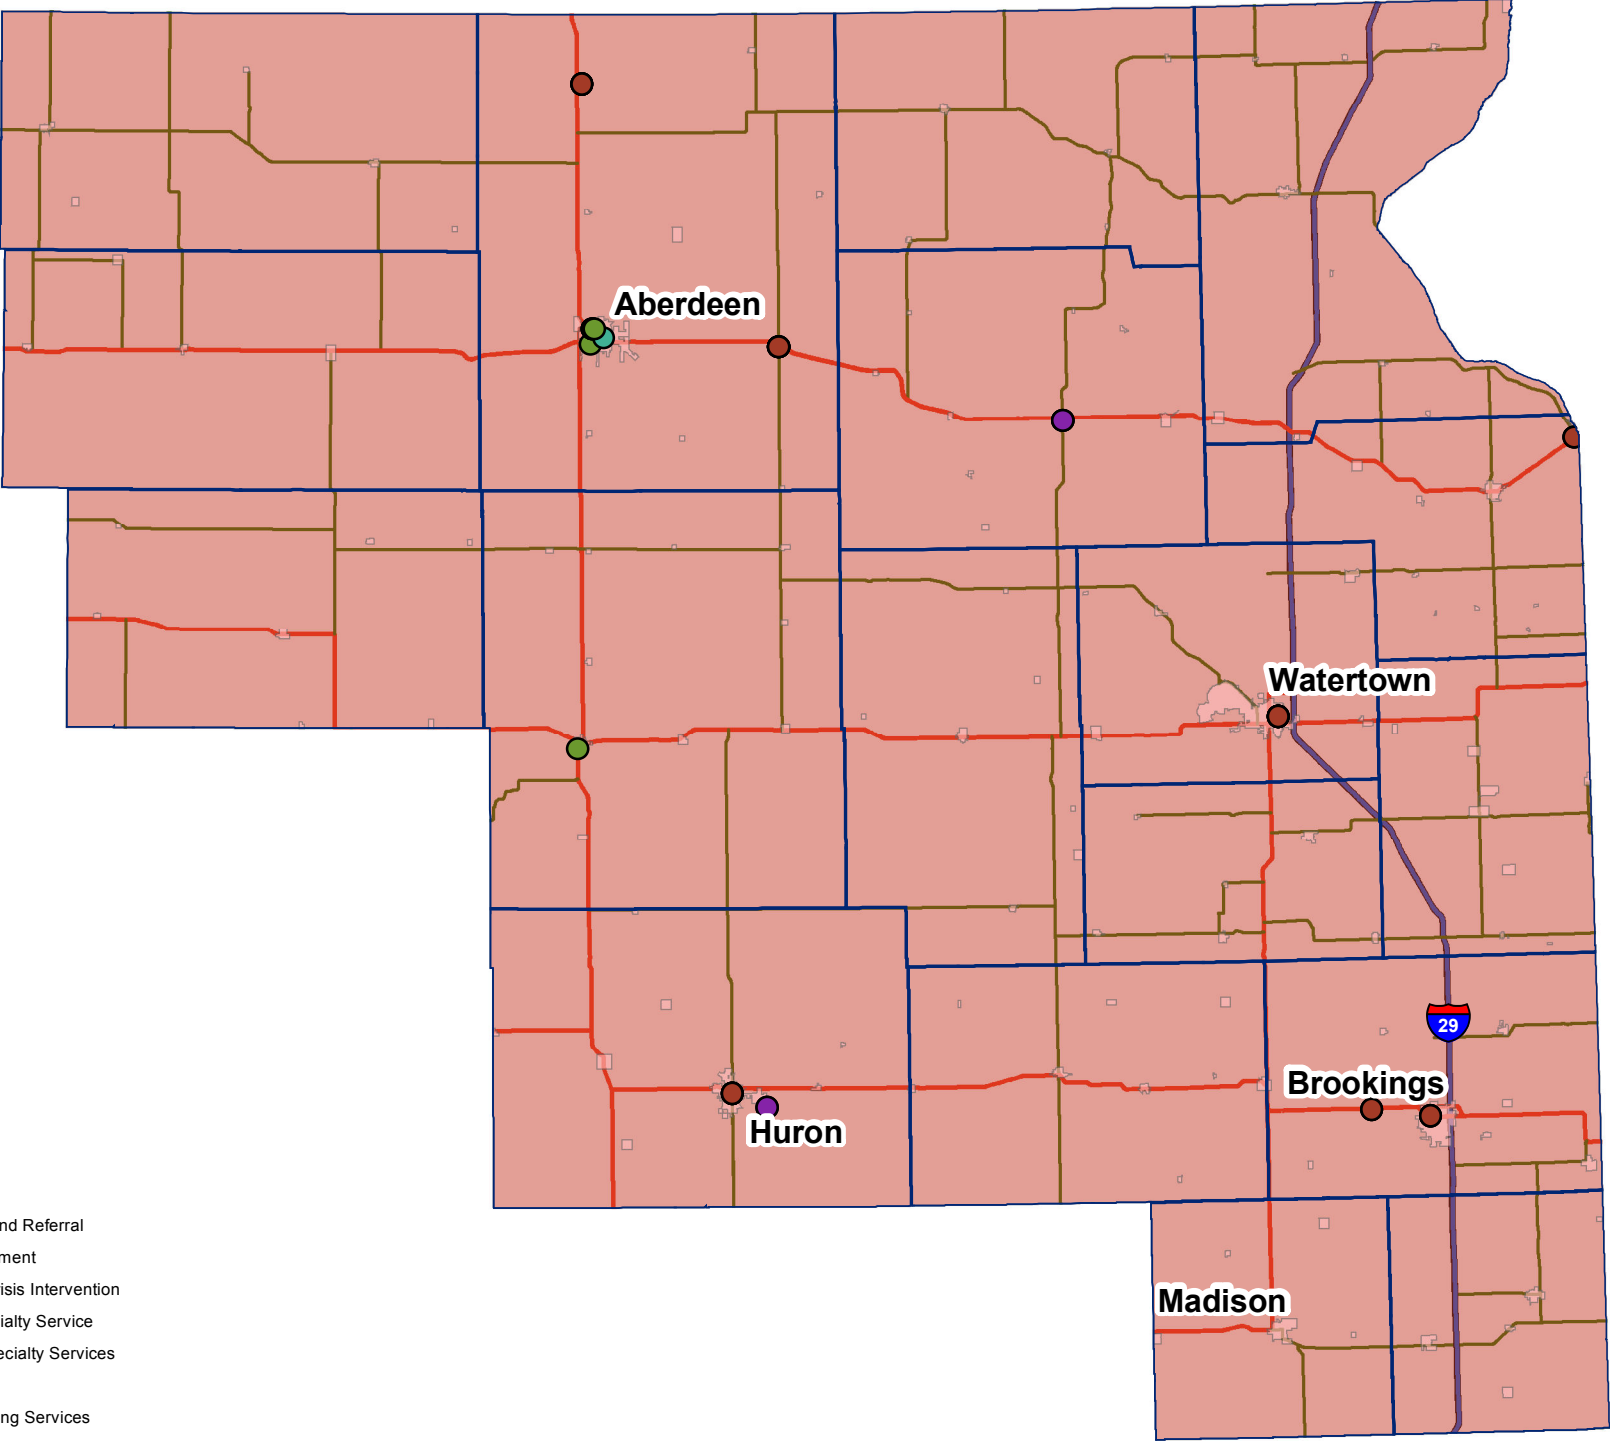 Aberdeen
Watertown
29
Brookings
Huron
nd Referral
ment
isis Intervention
Madison
ialty Service
ecialty Services
ng Services